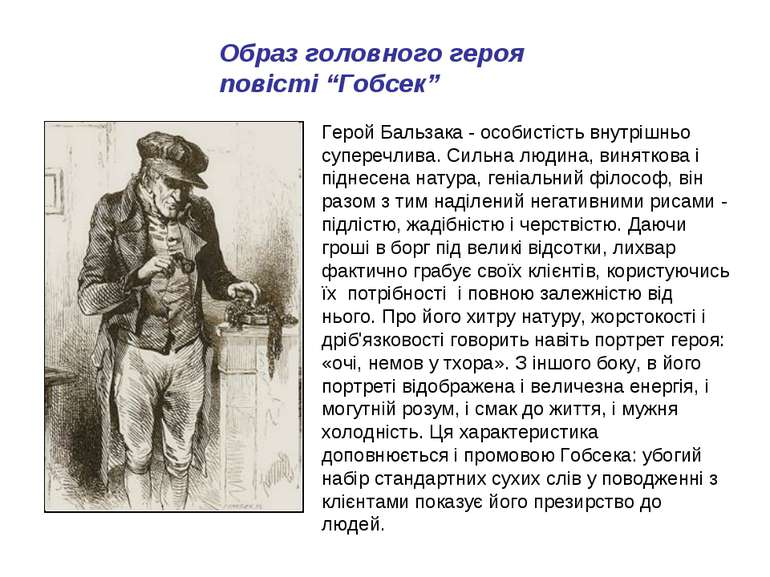 Образ головного героя
повісті “Гобсек”
Герой Бальзака - особистість внутрішньо
суперечлива. Сильна людина, виняткова і
піднесена натура, геніальний філософ, він
разом з тим наділений негативними рисами -
підлістю, жадібністю і черствістю. Даючи
гроші в борг під великі відсотки, лихвар
фактично грабує своїх клієнтів, користуючись
їх потрібності і повною залежністю від
нього. Про його хитру натуру, жорстокості і
дріб'язковості говорить навіть портрет героя:
«очі, немов у тхора». З іншого боку, в його
портреті відображена і величезна енергія, і
могутній розум, і смак до життя, і мужня
холодність. Ця характеристика
доповнюється і промовою Гобсека: убогий
набір стандартних сухих слів у поводженні з
клієнтами показує його презирство до
людей.